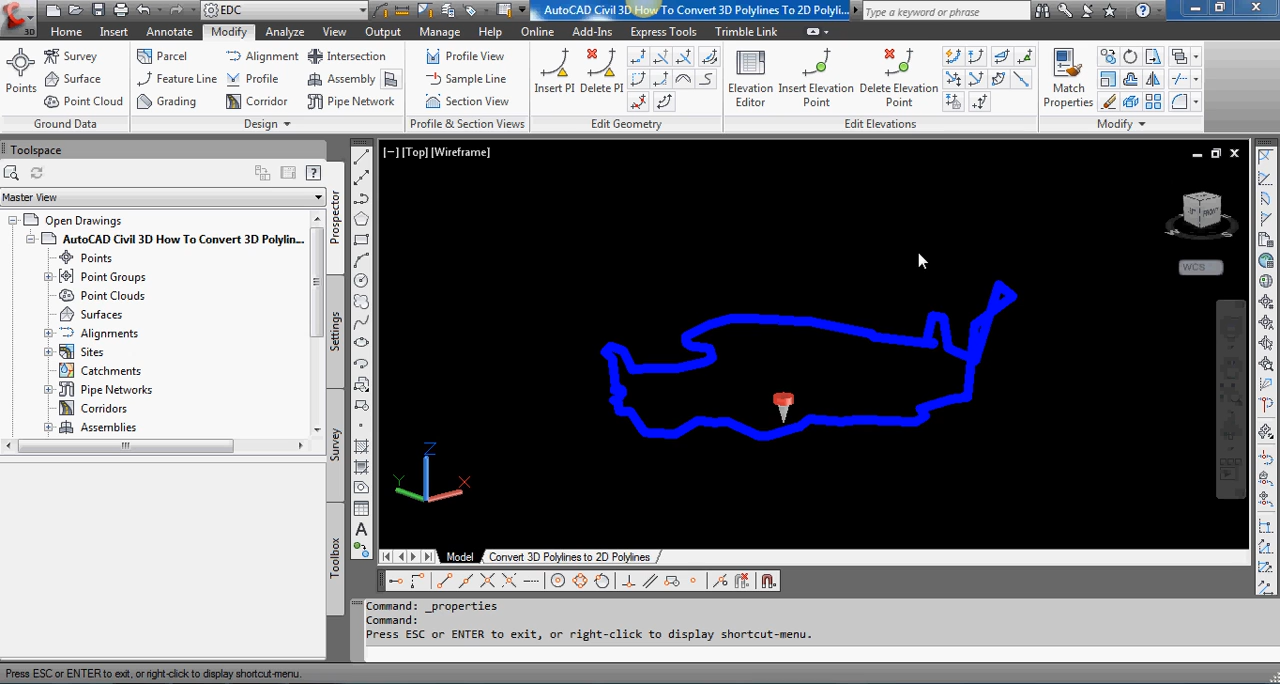 EDC
AutoCAD Civil 3D How To Convert 3D Polylines To 2D Polyli...
Type a keyword or phrase
3D
Home Insert Annotate Modify Analyze View Output Manage Help Online Add-Ins Express Tools Trimble Link
Points
Survey
Surface
Point Cloud
Ground Data
Parcel Alignment Intersection
Feature Line Profile Assembly
Grading Corridor Pipe Network
Design
Profile View
Sample Line
Section View
Profile & Section Views
Insert PI Delete PI
Edit Geometry
Elevation Editor
Insert Elevation Point
Delete Elevation Point
Edit Elevations
Match Properties
Modify
Toolspace
Master View
Open Drawings
AutoCAD Civil 3D How To Convert 3D Polylin...
Points
Point Groups
Point Clouds
Surfaces
Alignments
Sites
Catchments
Pipe Networks
Corridors
Assemblies
Prospector
Settings
Survey
Toolbox
[−] [Top] [Wireframe]
FRONT
WCS
Z
Y
X
Model Convert 3D Polylines to 2D Polylines
Command: _properties
Command:
Press ESC or ENTER to exit, or right-click to display shortcut-menu.
Press ESC or ENTER to exit, or right-click to display shortcut-menu.